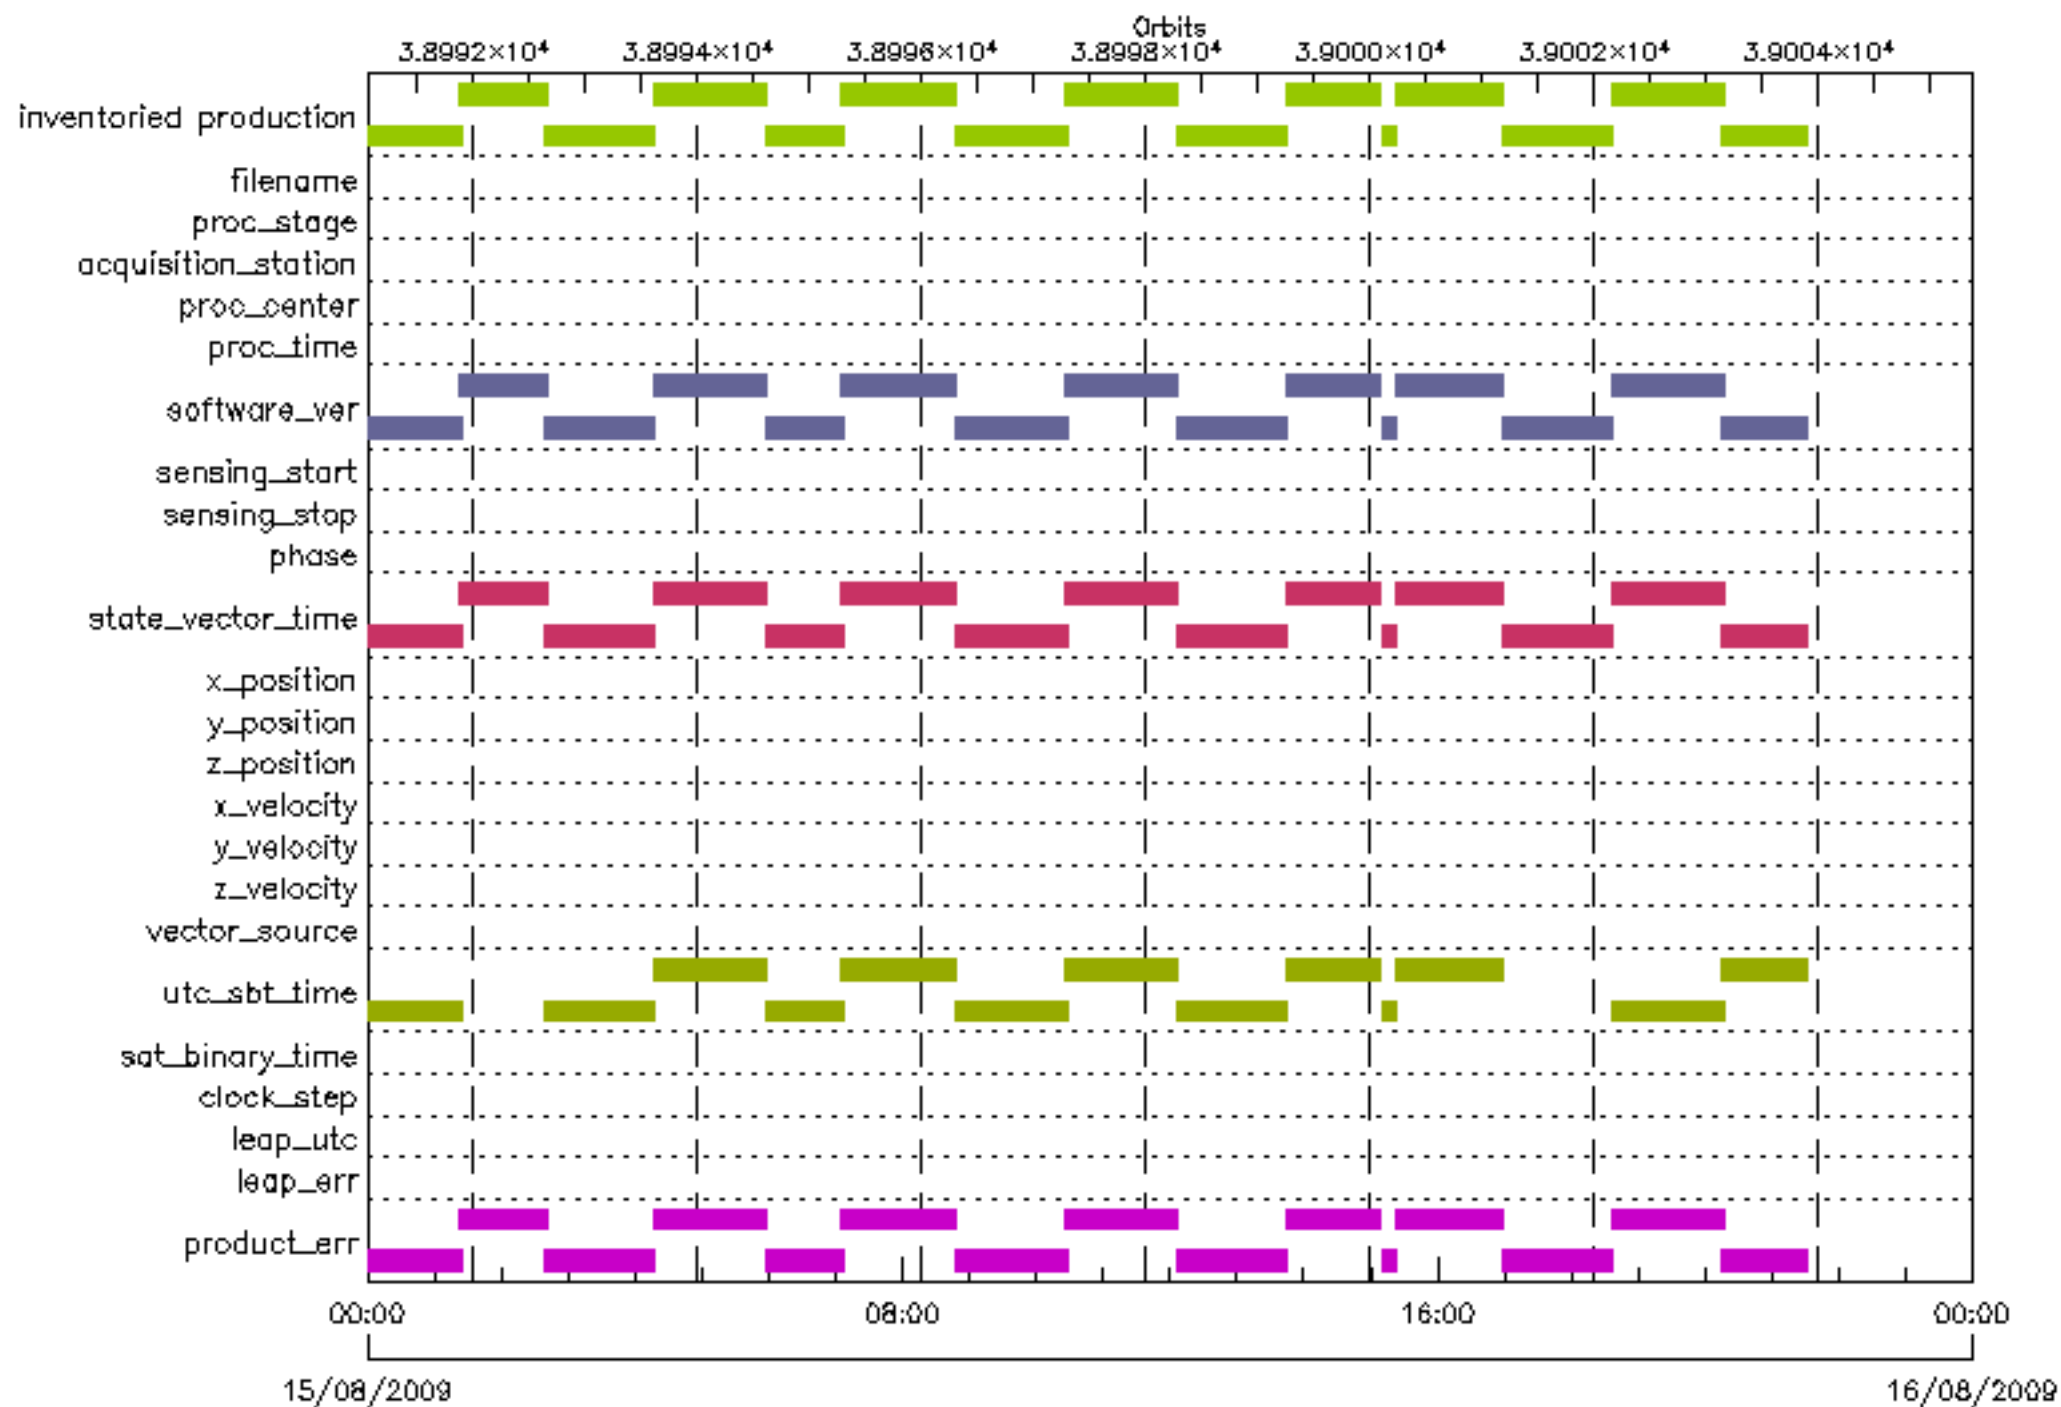 Orbits
3.8992×10⁴ 3.8994×10⁴ 3.8996×10⁴ 3.8998×10⁴ 3.9000×10⁴ 3.9002×10⁴ 3.9004×10⁴
inventoried production
filename
proc_stage
acquisition_station
proc_center
proc_time
software_ver
sensing_start
sensing_stop
phase
state_vector_time
x_position
y_position
z_position
x_velocity
y_velocity
z_velocity
vector_source
utc_sbt_time
sat_binary_time
clock_step
leap_utc
leap_err
product_err
00:00 08:00 16:00 00:00
15/08/2009 16/08/2009